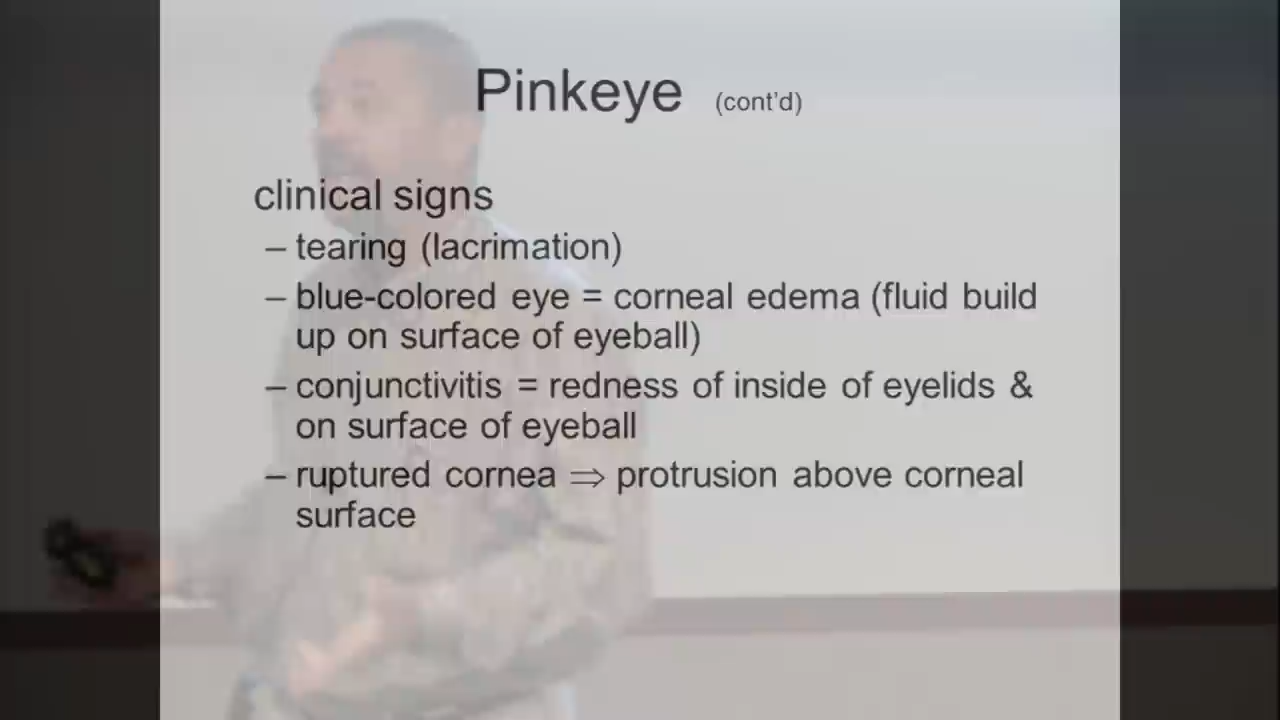 Pinkeye (cont'd)
clinical signs
– tearing (lacrimation)
– blue-colored eye = corneal edema (fluid build
up on surface of eyeball)
– conjunctivitis = redness of inside of eyelids &
on surface of eyeball
– ruptured cornea ⇒ protrusion above corneal
surface